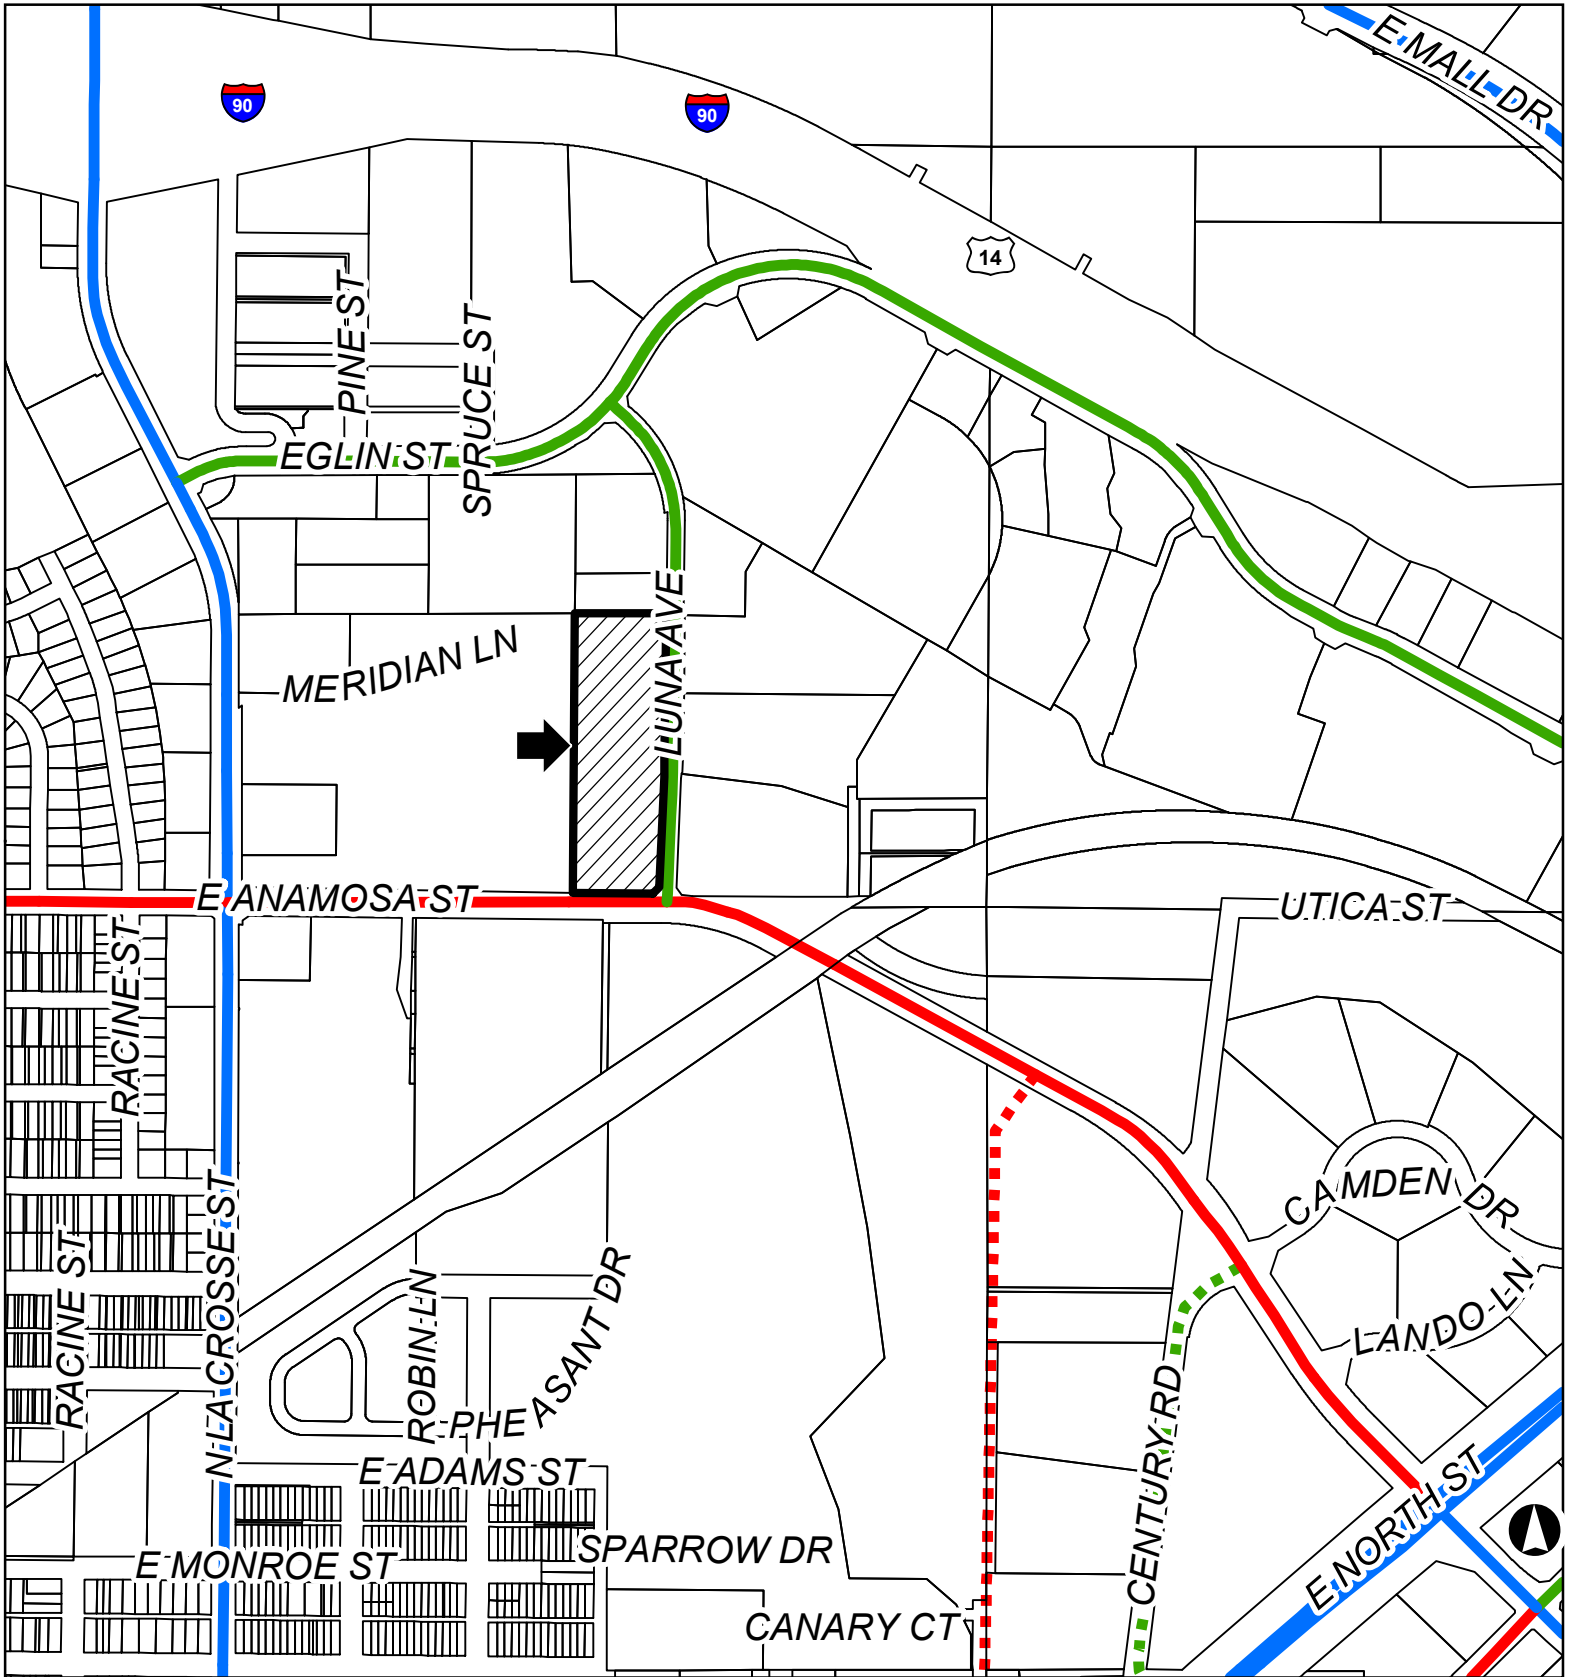 E MALL DR
90
90
14
PINE ST
SPRUCE ST
EGLIN ST
LUNA AVE
MERIDIAN LN
E ANAMOSA ST
UTICA ST
RACINE ST
CAMDEN DR
N LA CROSSE ST
RACINE ST
ROBIN LN
PHEASANT DR
LANDO LN
CENTURY RD
E ADAMS ST
E NORTH ST
SPARROW DR
E MONROE ST
CANARY CT